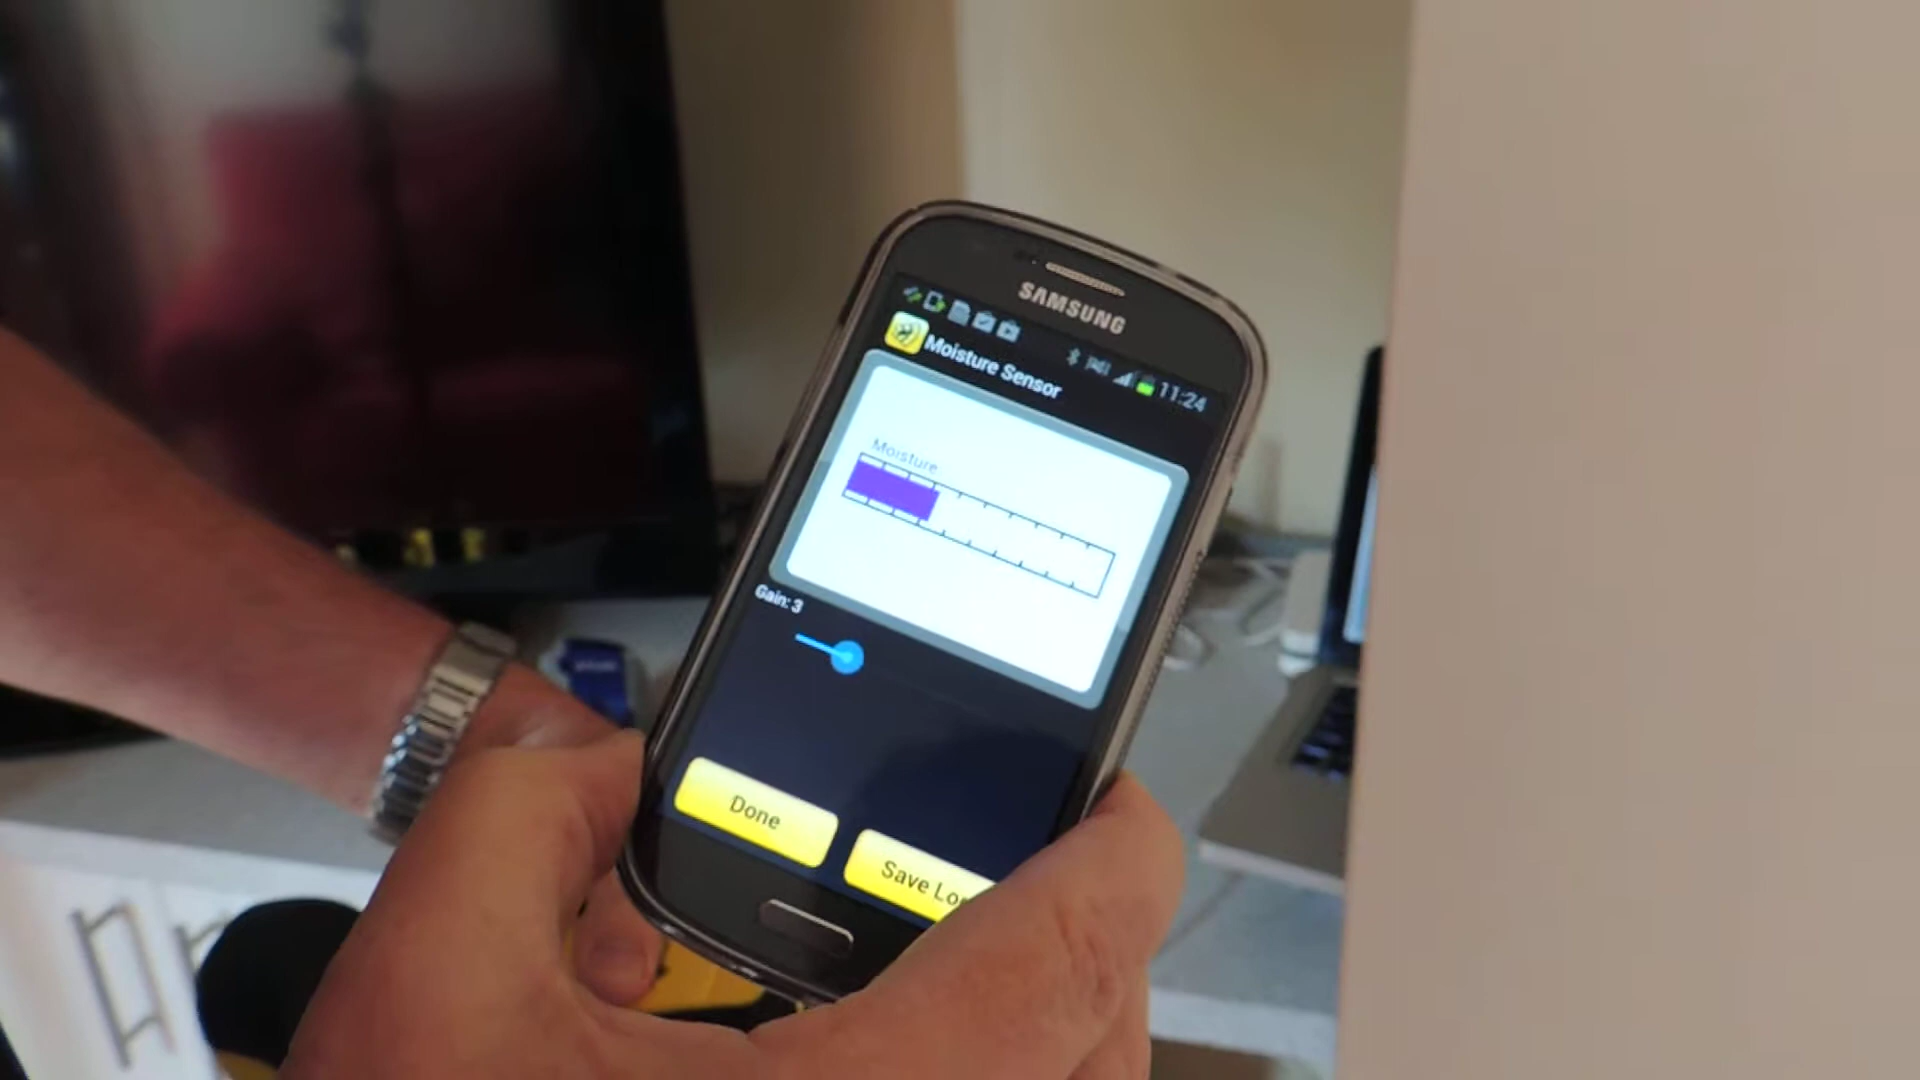 SAMSUNG
11:24
Moisture Sensor
Moisture
Gain: 3
Done
Save Lo